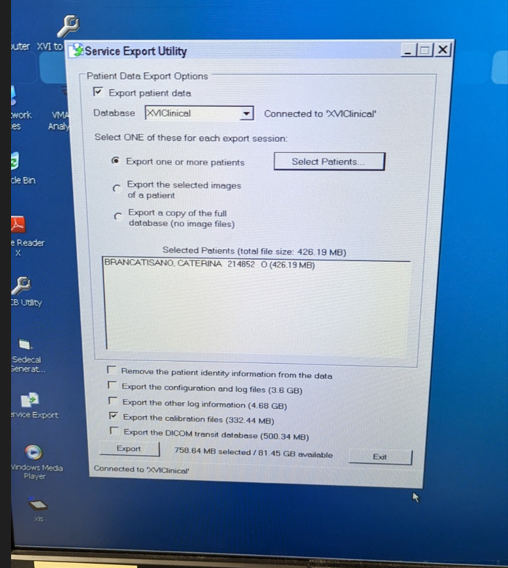 uter
XVI to
Service Export Utility
Patient Data Export Options
Export patient data
Database
XVIClinical
Connected to 'XVIClinical'
Select ONE of these for each export session:
Export one or more patients
Select Patients...
Export the selected images
of a patient
Export a copy of the full
database (no image files)
Selected Patients (total file size: 426.19 MB)
BRANCATISANO, CATERINA 214852 O (426.19 MB)
Remove the patient identity information from the data
Export the configuration and log files (3.6 GB)
Export the other log information (4.68 GB)
Export the calibration files (332.44 MB)
Export the DICOM transit database (500.34 MB)
Export
758.64 MB selected / 81.45 GB available
Exit
Connected to 'XVIClinical'
work
es
VMA
Analy
cle Bin
e Reader
X
CB Utility
Sedecal
Generat...
rvice Export
Windows Media
Player
xis